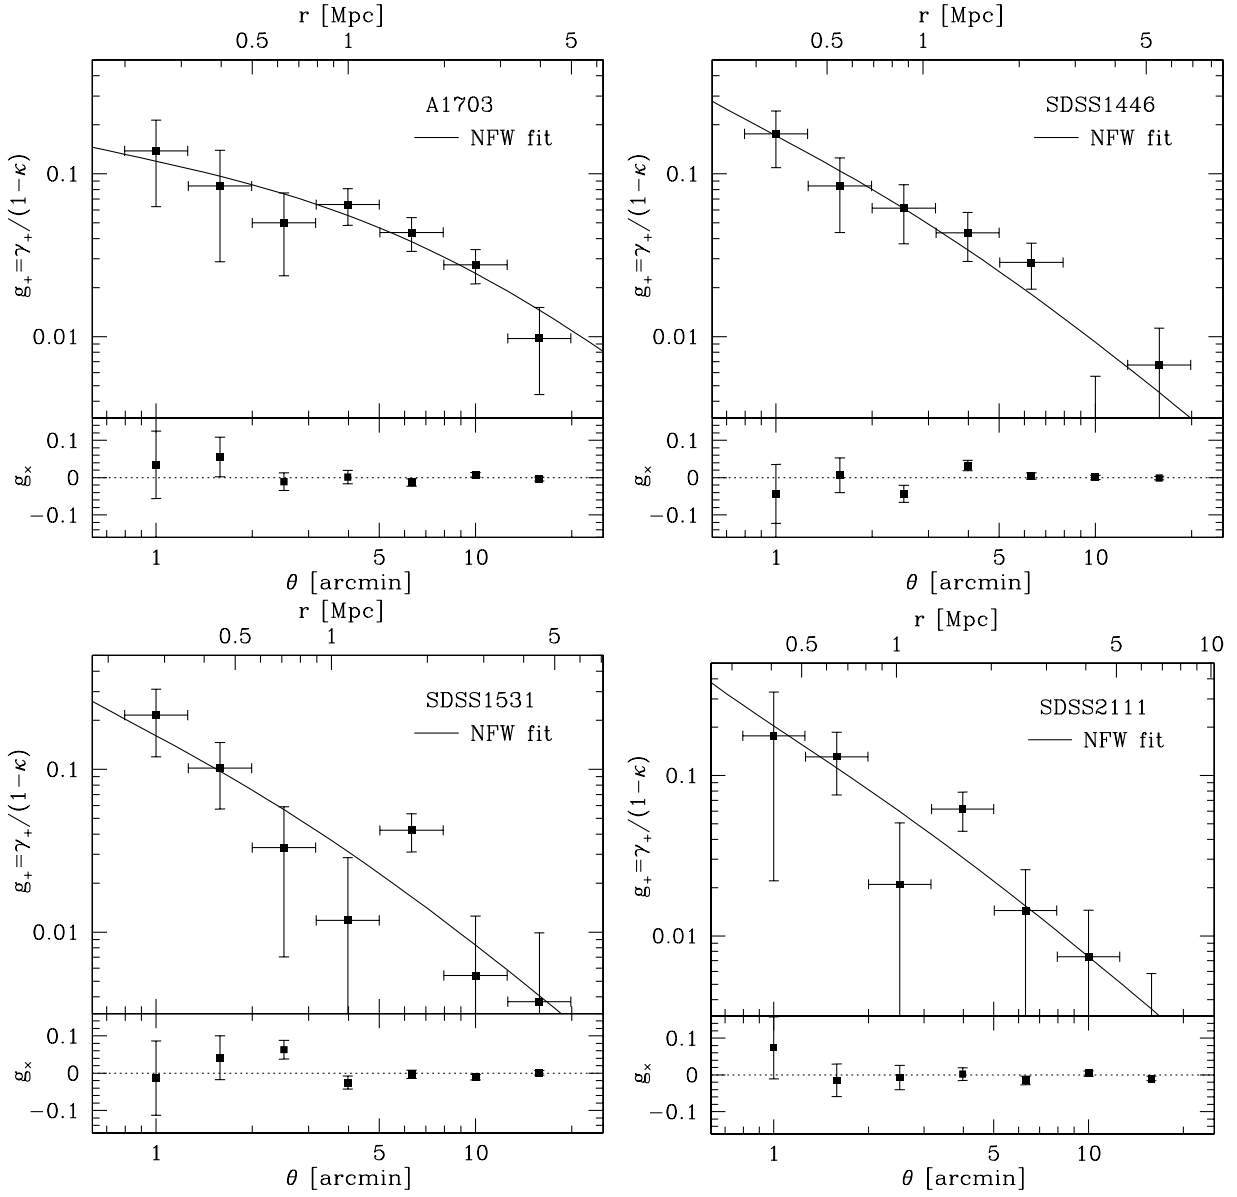 r [Mpc]
0.5 1 5
A1703
NFW fit
g₊=γ₊/(1−κ)
0.1
0.01
gₓ
0.1
0
−0.1
1 5 10
θ [arcmin]
r [Mpc]
0.5 1 5
SDSS1446
NFW fit
g₊=γ₊/(1−κ)
0.1
0.01
gₓ
0.1
0
−0.1
1 5 10
θ [arcmin]
r [Mpc]
0.5 1 5
SDSS1531
NFW fit
g₊=γ₊/(1−κ)
0.1
0.01
gₓ
0.1
0
−0.1
1 5 10
θ [arcmin]
r [Mpc]
0.5 1 5 10
SDSS2111
NFW fit
g₊=γ₊/(1−κ)
0.1
0.01
gₓ
0.1
0
−0.1
1 5 10
θ [arcmin]